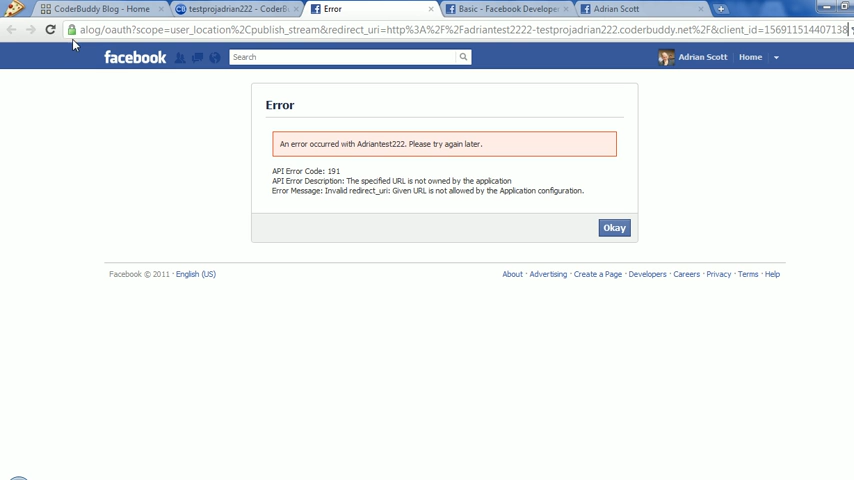 CoderBuddy Blog - Home
testprojadrian222 - CoderBu
Error
Basic - Facebook Develope
Adrian Scott
alog/oauth?scope=user_location%2Cpublish_stream&redirect_uri=http%3A%2F%2Fadriantest2222-testprojadrian222.coderbuddy.net%2F&client_id=156911514407138
facebook
Search
Adrian Scott
Home
Error
An error occurred with Adriantest222. Please try again later.
API Error Code: 191
API Error Description: The specified URL is not owned by the application
Error Message: Invalid redirect_uri: Given URL is not allowed by the Application configuration.
Okay
Facebook © 2011 · English (US)
About · Advertising · Create a Page · Developers · Careers · Privacy · Terms · Help